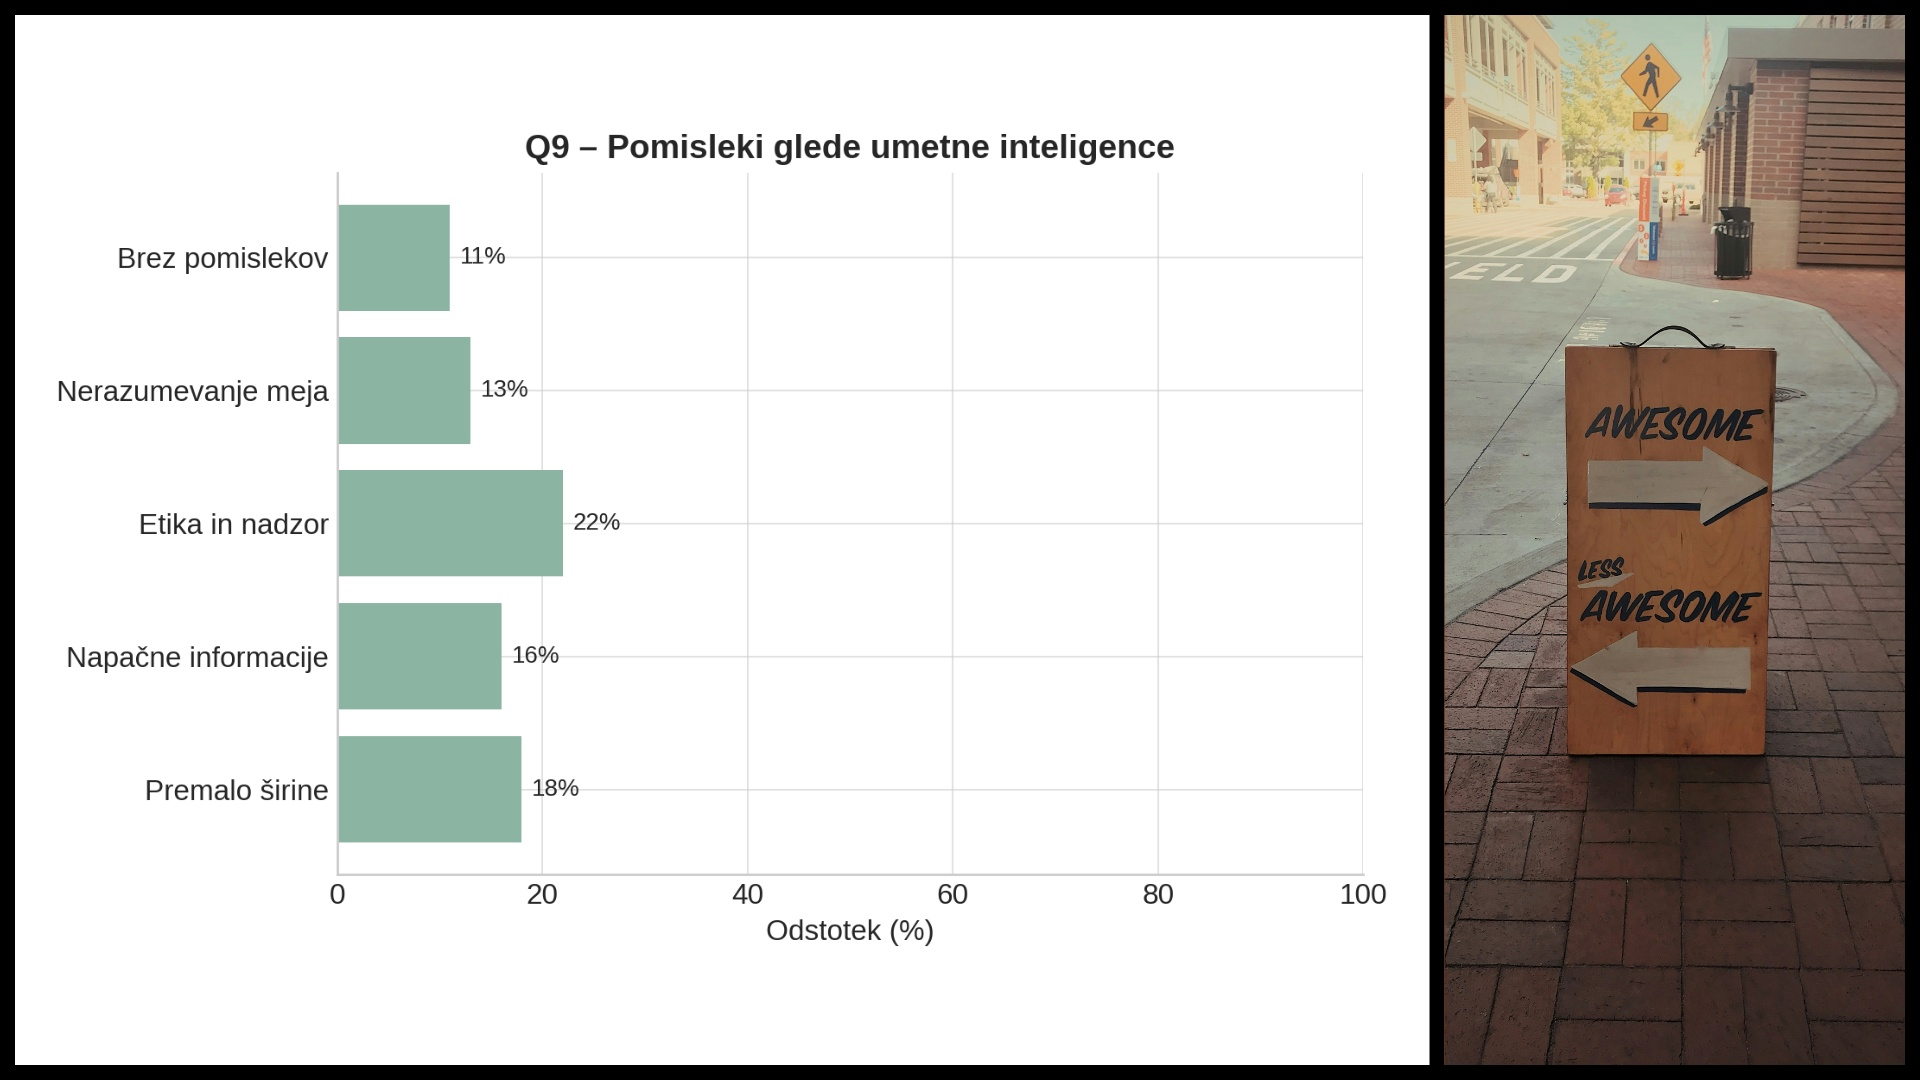 Q9 – Pomisleki glede umetne inteligence
Brez pomislekov
11%
Nerazumevanje meja
13%
Etika in nadzor
22%
Napačne informacije
16%
Premalo širine
18%
0 20 40 60 80 100
Odstotek (%)
AWESOME
LESS
AWESOME